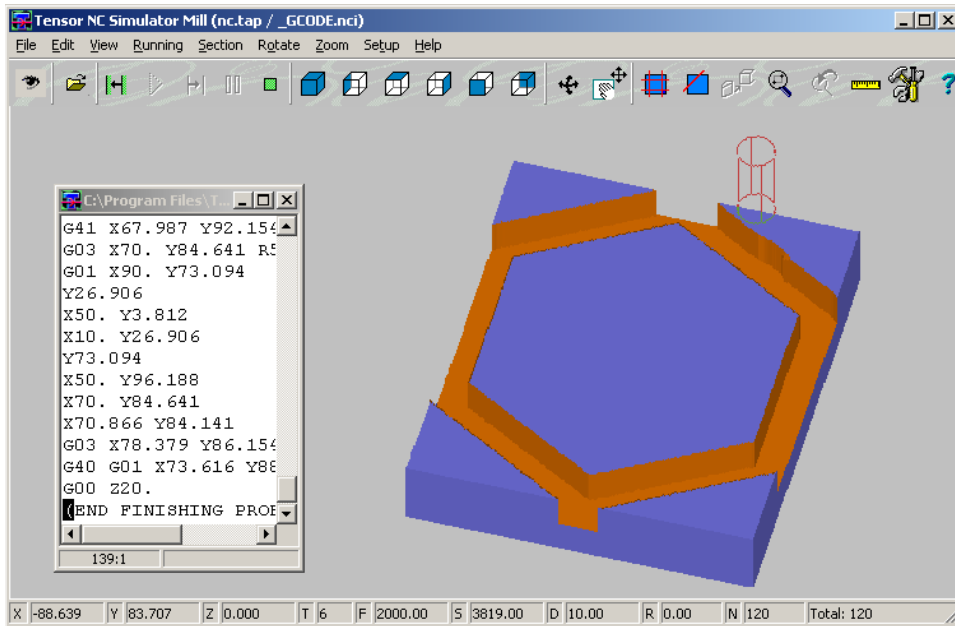 Tensor NC Simulator Mill (nc.tap / _GCODE.nci)
File Edit View Running Section Rotate Zoom Setup Help
C:\Program Files\T...
G41 X67.987 Y92.154
G03 X70. Y84.641 R5
G01 X90. Y73.094
Y26.906
X50. Y3.812
X10. Y26.906
Y73.094
X50. Y96.188
X70. Y84.641
X70.866 Y84.141
G03 X78.379 Y86.154
G40 G01 X73.616 Y88
G00 Z20.
(END FINISHING PROF
139:1
X -88.639 Y 83.707 Z 0.000 T 6 F 2000.00 S 3819.00 D 10.00 R 0.00 N 120 Total: 120